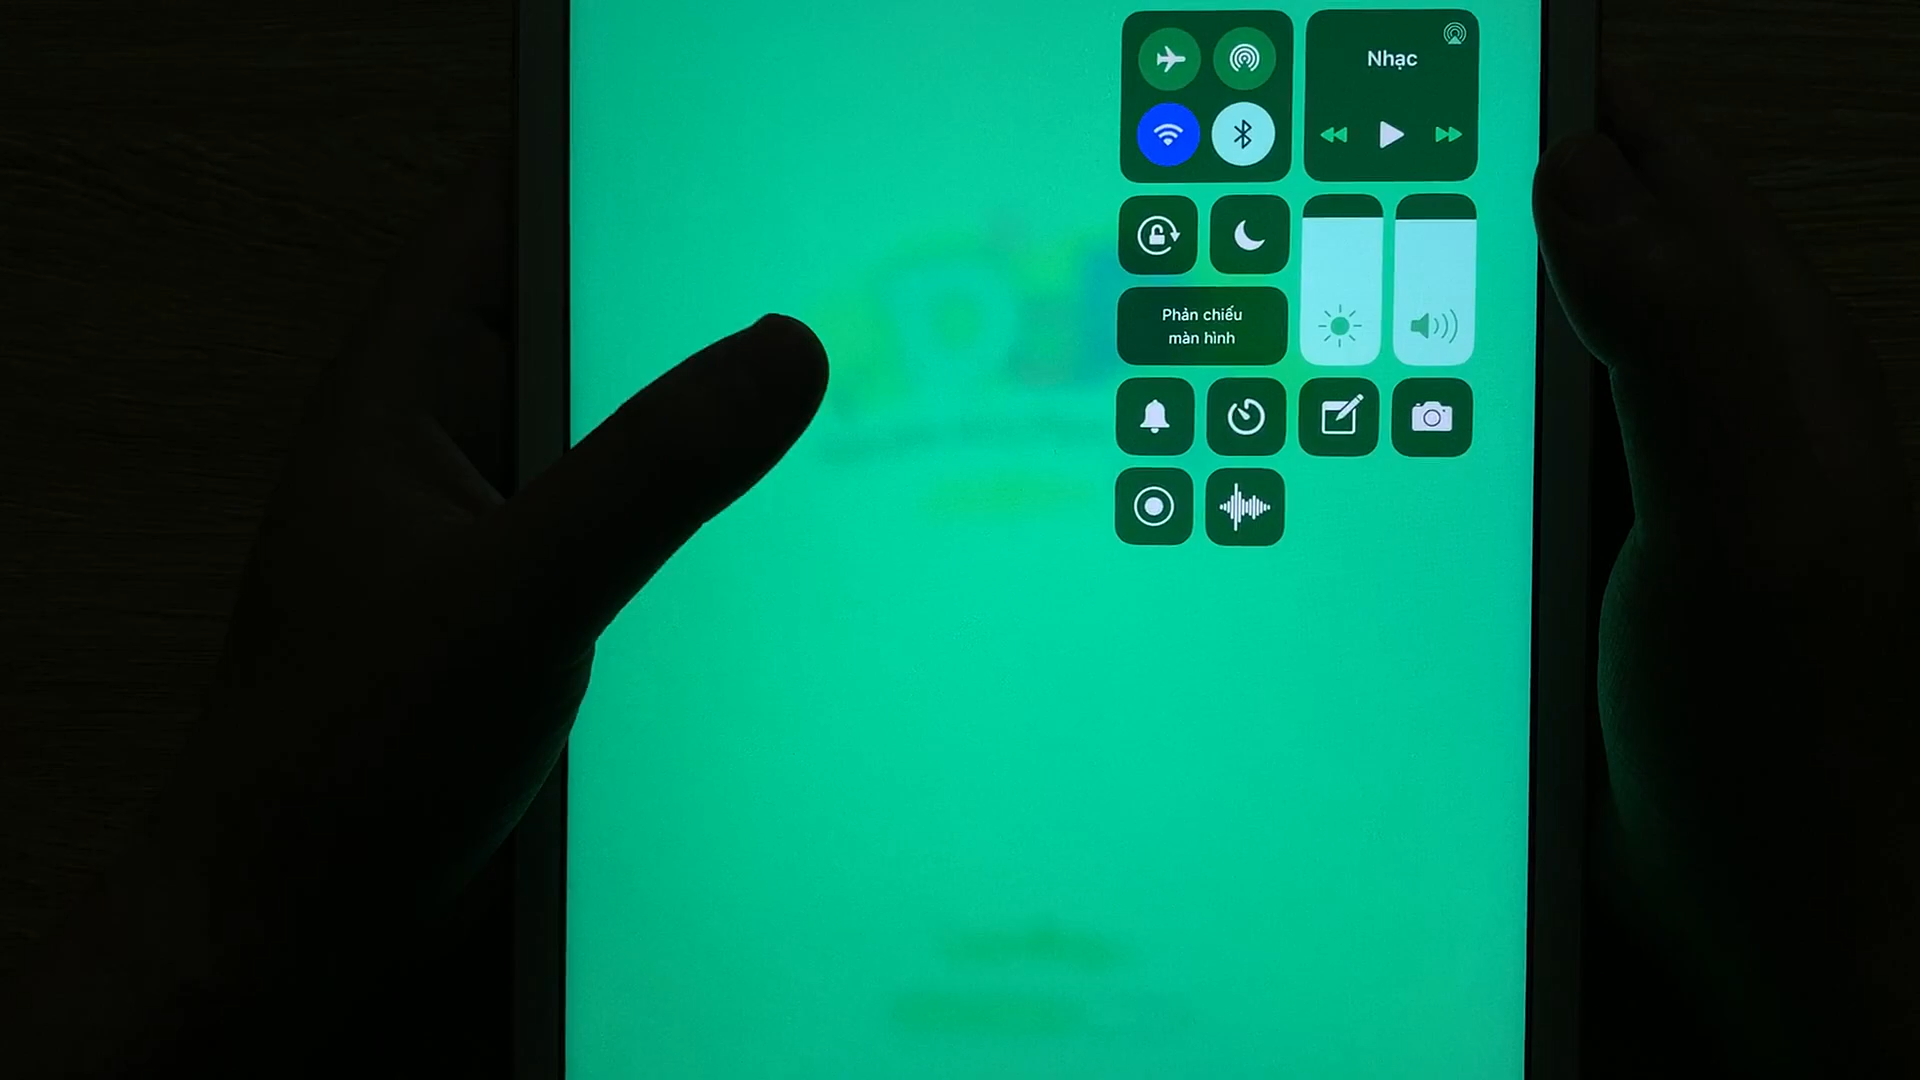 Nhạc
Phản chiếu
màn hình